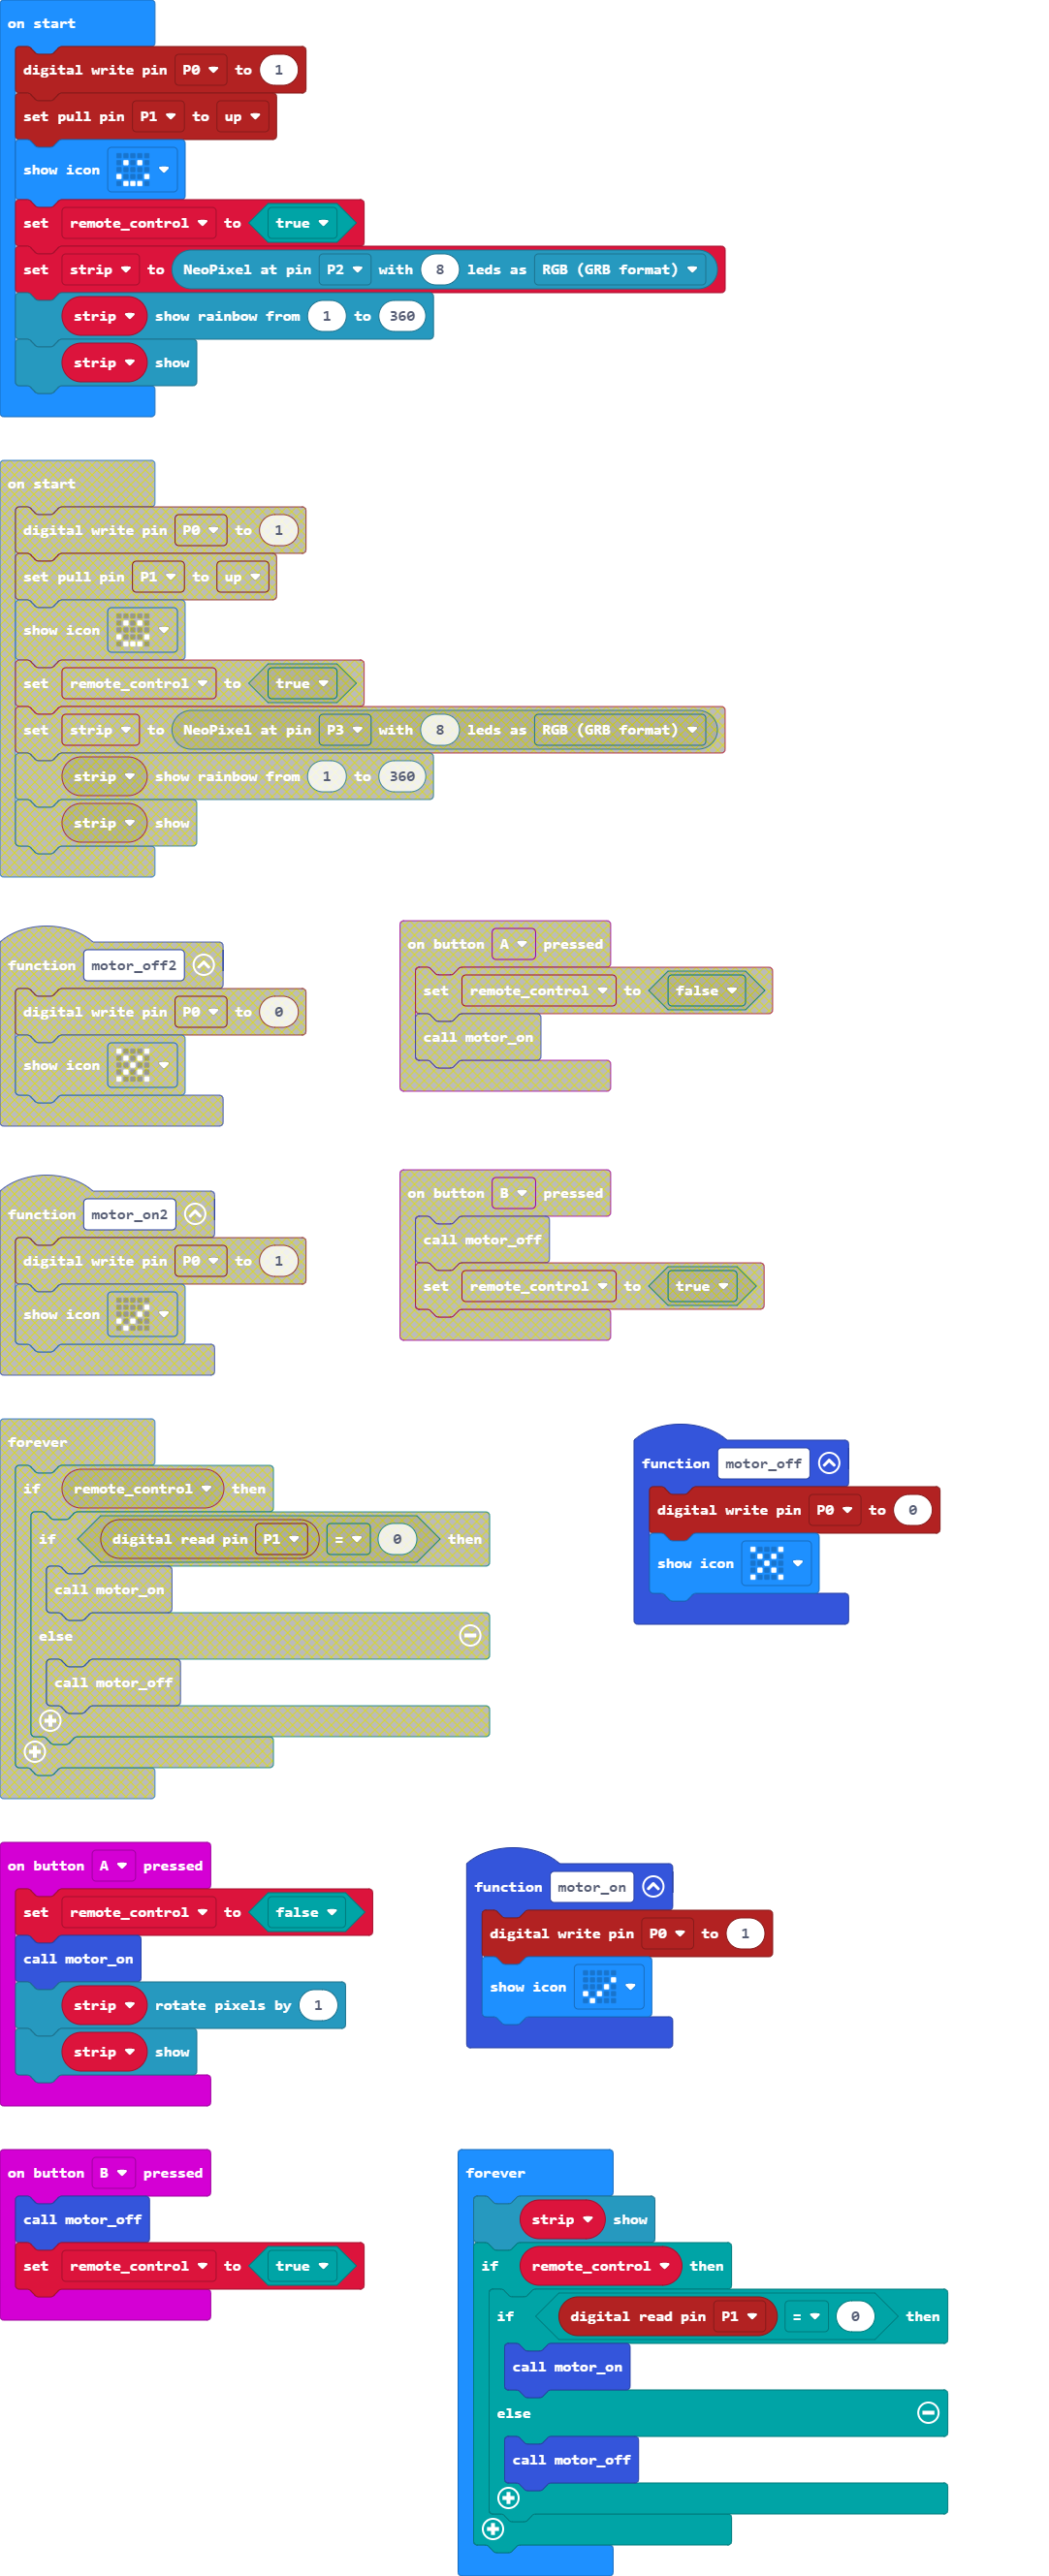 on start
digital write pin P0 to 1
set pull pin P1 to up
show icon
set remote_control to true
set strip to NeoPixel at pin P2 with 8 leds as RGB (GRB format)
strip show rainbow from 1 to 360
strip show
on start
digital write pin P0 to 1
set pull pin P1 to up
show icon
set remote_control to true
set strip to NeoPixel at pin P3 with 8 leds as RGB (GRB format)
strip show rainbow from 1 to 360
strip show
function motor_off2
digital write pin P0 to 0
show icon
on button A pressed
set remote_control to false
call motor_on
function motor_on2
digital write pin P0 to 1
show icon
on button B pressed
call motor_off
set remote_control to true
forever
if remote_control then
if digital read pin P1 = 0 then
call motor_on
else
call motor_off
function motor_off
digital write pin P0 to 0
show icon
on button A pressed
set remote_control to false
call motor_on
strip rotate pixels by 1
strip show
function motor_on
digital write pin P0 to 1
show icon
on button B pressed
call motor_off
set remote_control to true
forever
strip show
if remote_control then
if digital read pin P1 = 0 then
call motor_on
else
call motor_off